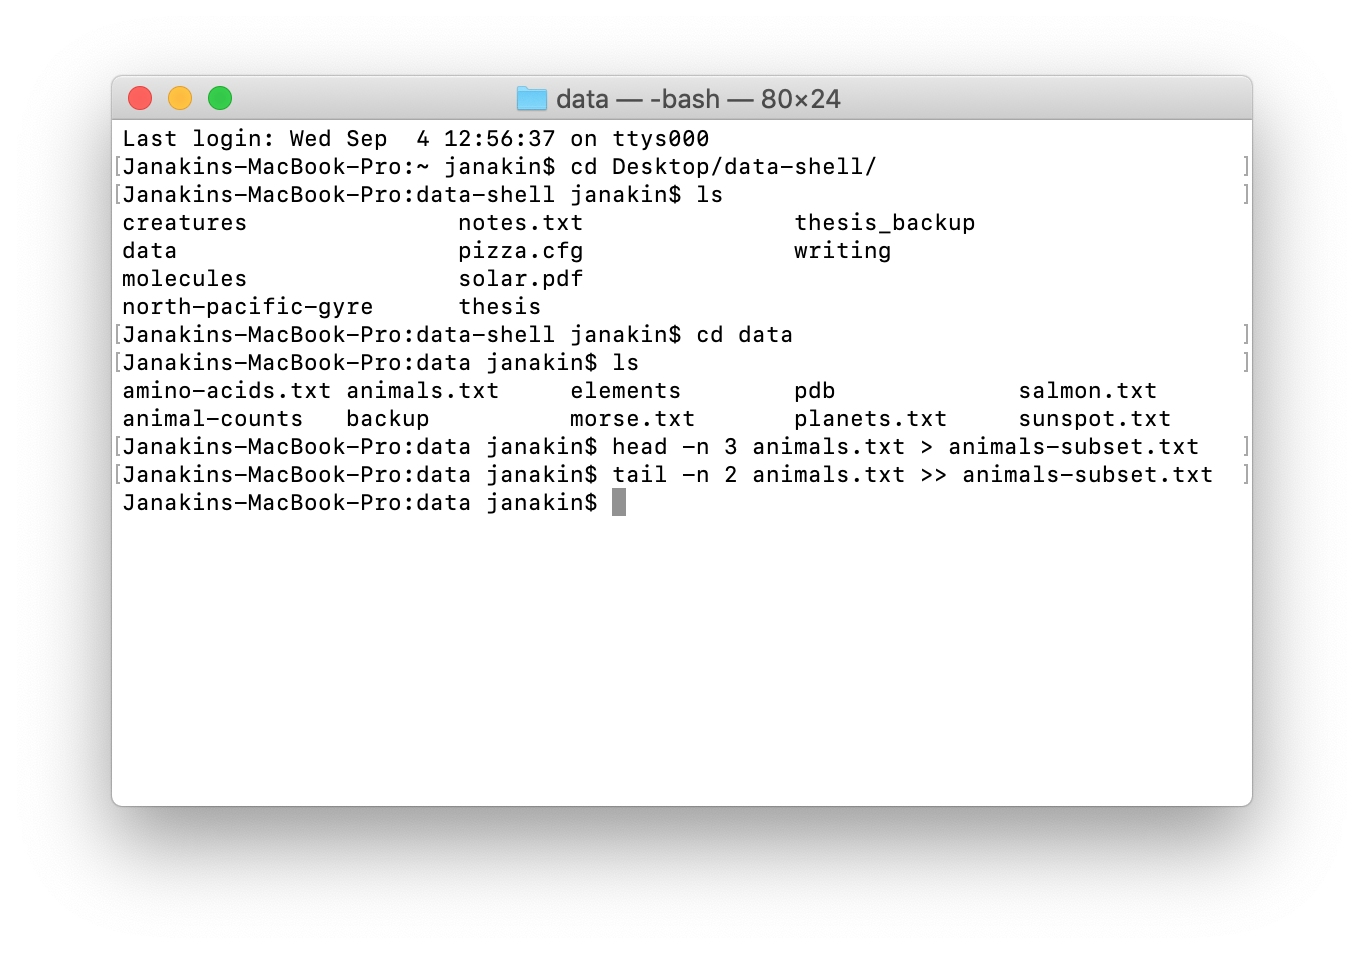 data — -bash — 80×24
Last login: Wed Sep  4 12:56:37 on ttys000
[Janakins-MacBook-Pro:~ janakin$ cd Desktop/data-shell/ ]
[Janakins-MacBook-Pro:data-shell janakin$ ls ]
creatures               notes.txt               thesis_backup
data                    pizza.cfg               writing
molecules               solar.pdf
north-pacific-gyre      thesis
[Janakins-MacBook-Pro:data-shell janakin$ cd data ]
[Janakins-MacBook-Pro:data janakin$ ls ]
amino-acids.txt animals.txt     elements        pdb             salmon.txt
animal-counts   backup          morse.txt       planets.txt     sunspot.txt
[Janakins-MacBook-Pro:data janakin$ head -n 3 animals.txt > animals-subset.txt ]
[Janakins-MacBook-Pro:data janakin$ tail -n 2 animals.txt >> animals-subset.txt ]
Janakins-MacBook-Pro:data janakin$